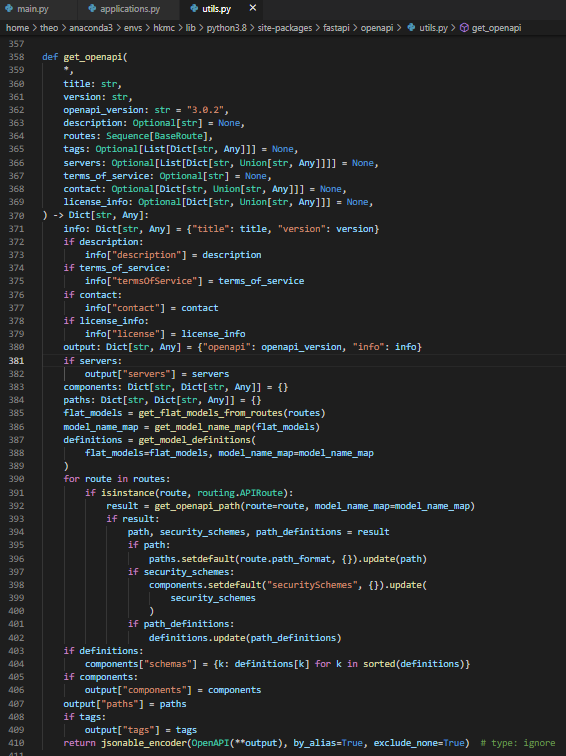 main.py applications.py utils.py ×
home > theo > anaconda3 > envs > hkmc > lib > python3.8 > site-packages > fastapi > openapi > utils.py > get_openapi
357
358 def get_openapi(
359     *,
360     title: str,
361     version: str,
362     openapi_version: str = "3.0.2",
363     description: Optional[str] = None,
364     routes: Sequence[BaseRoute],
365     tags: Optional[List[Dict[str, Any]]] = None,
366     servers: Optional[List[Dict[str, Union[str, Any]]]] = None,
367     terms_of_service: Optional[str] = None,
368     contact: Optional[Dict[str, Union[str, Any]]] = None,
369     license_info: Optional[Dict[str, Union[str, Any]]] = None,
370 ) -> Dict[str, Any]:
371     info: Dict[str, Any] = {"title": title, "version": version}
372     if description:
373         info["description"] = description
374     if terms_of_service:
375         info["termsOfService"] = terms_of_service
376     if contact:
377         info["contact"] = contact
378     if license_info:
379         info["license"] = license_info
380     output: Dict[str, Any] = {"openapi": openapi_version, "info": info}
381     if servers:
382         output["servers"] = servers
383     components: Dict[str, Dict[str, Any]] = {}
384     paths: Dict[str, Dict[str, Any]] = {}
385     flat_models = get_flat_models_from_routes(routes)
386     model_name_map = get_model_name_map(flat_models)
387     definitions = get_model_definitions(
388         flat_models=flat_models, model_name_map=model_name_map
389     )
390     for route in routes:
391         if isinstance(route, routing.APIRoute):
392             result = get_openapi_path(route=route, model_name_map=model_name_map)
393             if result:
394                 path, security_schemes, path_definitions = result
395                 if path:
396                     paths.setdefault(route.path_format, {}).update(path)
397                 if security_schemes:
398                     components.setdefault("securitySchemes", {}).update(
399                         security_schemes
400                     )
401                 if path_definitions:
402                     definitions.update(path_definitions)
403     if definitions:
404         components["schemas"] = {k: definitions[k] for k in sorted(definitions)}
405     if components:
406         output["components"] = components
407     output["paths"] = paths
408     if tags:
409         output["tags"] = tags
410     return jsonable_encoder(OpenAPI(**output), by_alias=True, exclude_none=True)  # type: ignore
411